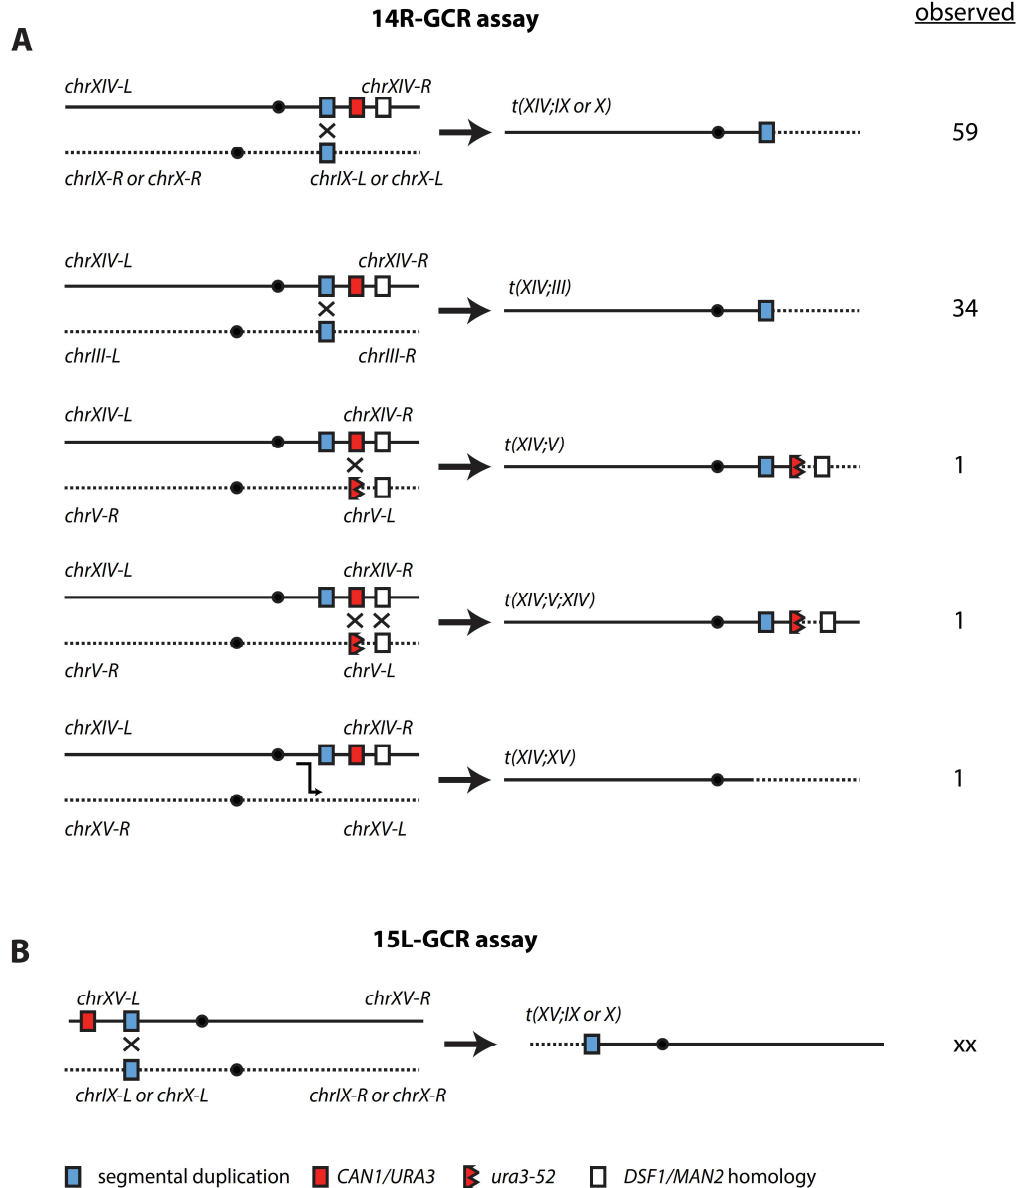 14R-GCR assay
observed
A
chrXIV-L
chrXIV-R
t(XIV;IX or X)
59
chrIX-R or chrX-R
chrIX-L or chrX-L
chrXIV-L
chrXIV-R
t(XIV;III)
34
chrIII-L
chrIII-R
chrXIV-L
chrXIV-R
t(XIV;V)
1
chrV-R
chrV-L
chrXIV-L
chrXIV-R
t(XIV;V;XIV)
1
chrV-R
chrV-L
chrXIV-L
chrXIV-R
t(XIV;XV)
1
chrXV-R
chrXV-L
15L-GCR assay
B
chrXV-L
chrXV-R
t(XV;IX or X)
xx
chrIX-L or chrX-L
chrIX-R or chrX-R
segmental duplication
CAN1/URA3
ura3-52
DSF1/MAN2 homology